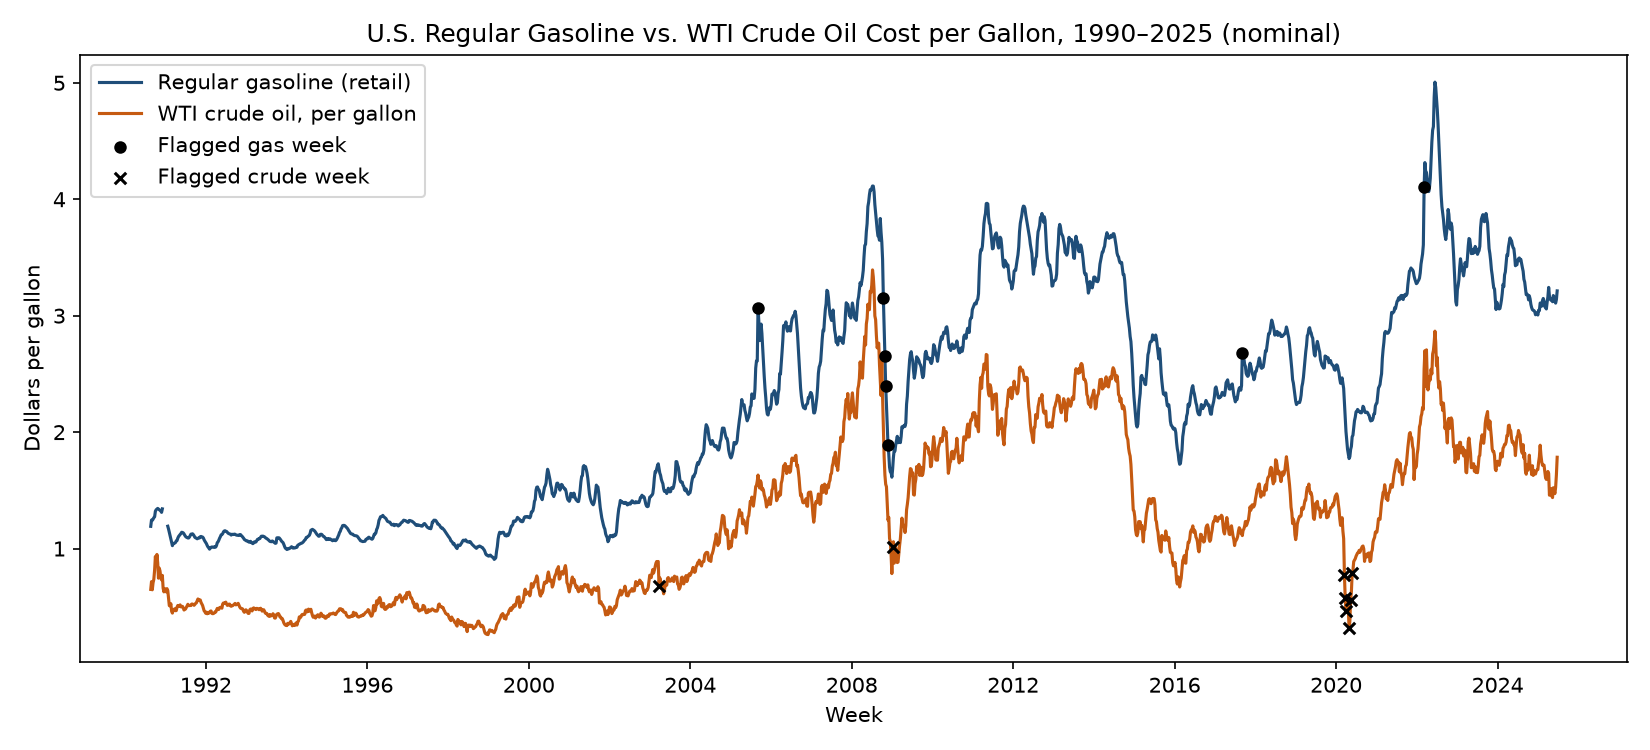 U.S. Regular Gasoline vs. WTI Crude Oil Cost per Gallon, 1990–2025 (nominal)
Regular gasoline (retail)
WTI crude oil, per gallon
Flagged gas week
Flagged crude week
Dollars per gallon
5
4
3
2
1
1992 1996 2000 2004 2008 2012 2016 2020 2024
Week